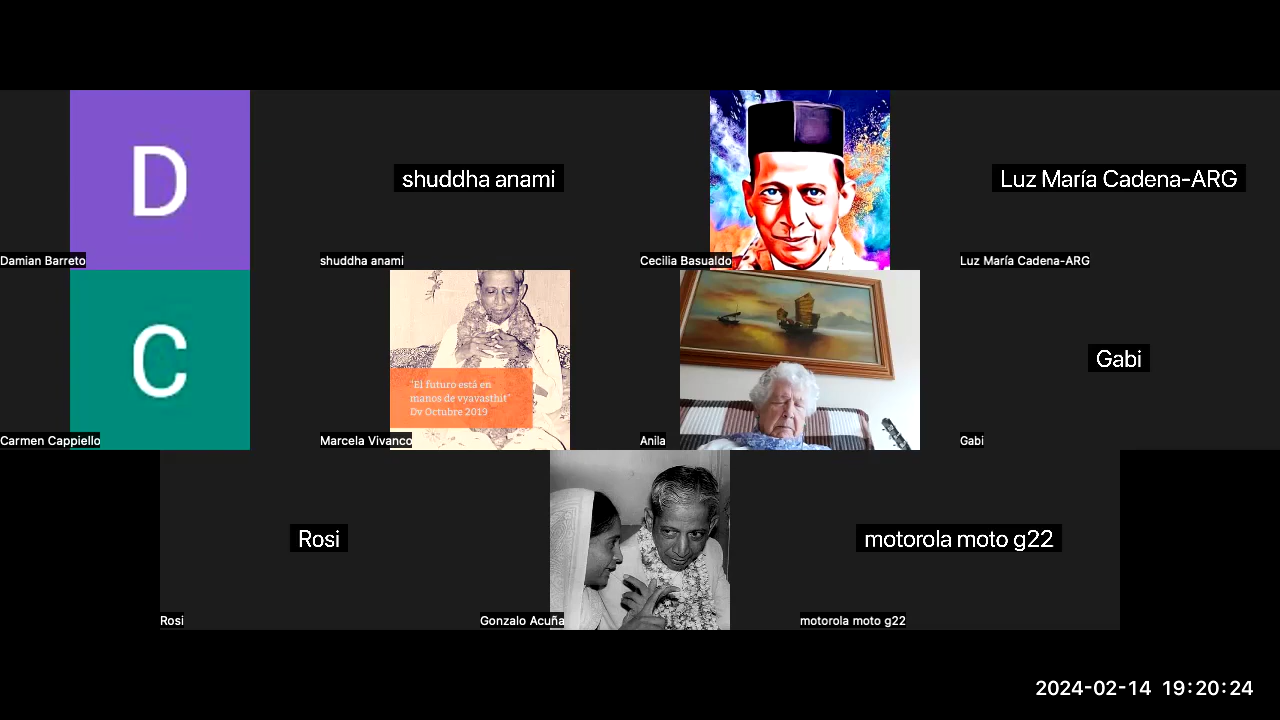 D
shuddha anami
Luz María Cadena-ARG
Damian Barreto
shuddha anami
Cecilia Basualdo
Luz María Cadena-ARG
C
"El futuro está en
manos de vyavasthit"
Dv Octubre 2019
Gabi
Carmen Cappiello
Marcela Vivanco
Anila
Gabi
Rosi
motorola moto g22
Rosi
Gonzalo Acuña
motorola moto g22
2024-02-14 19:20:24